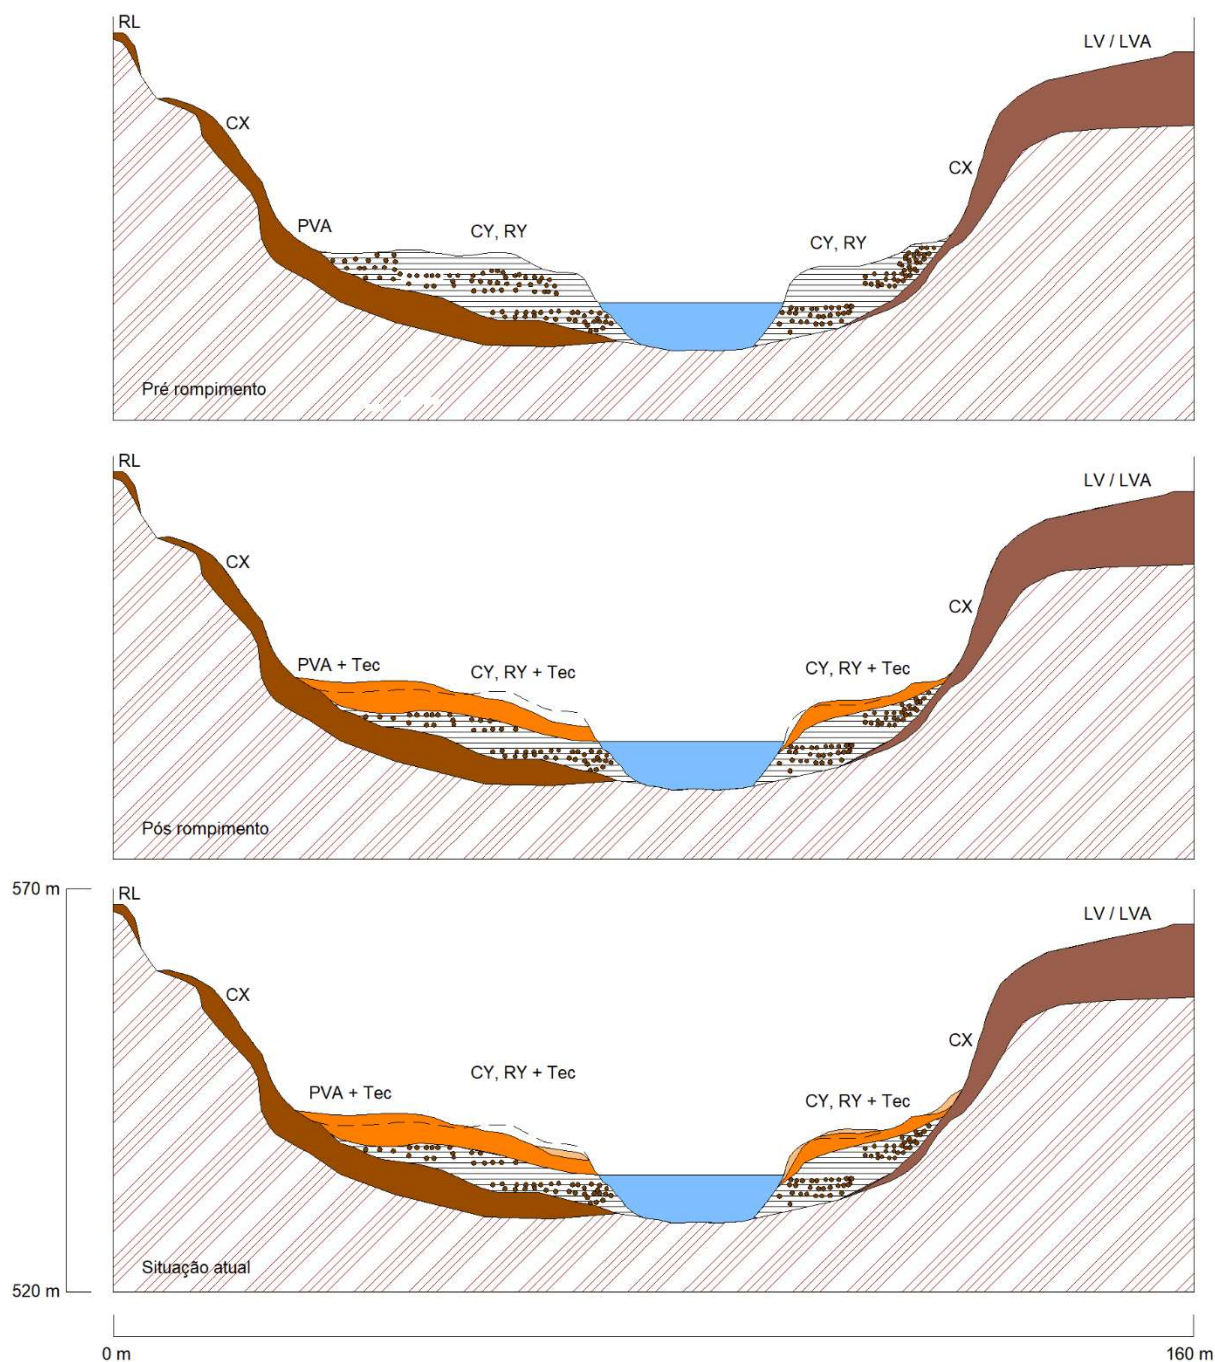 RL
LV / LVA
CX
CX
PVA
CY, RY
CY, RY
Pré rompimento
RL
LV / LVA
CX
CX
PVA + Tec
CY, RY + Tec
CY, RY + Tec
Pós rompimento
570 m
RL
LV / LVA
CX
CX
CY, RY + Tec
PVA + Tec
CY, RY + Tec
Situação atual
520 m
0 m
160 m